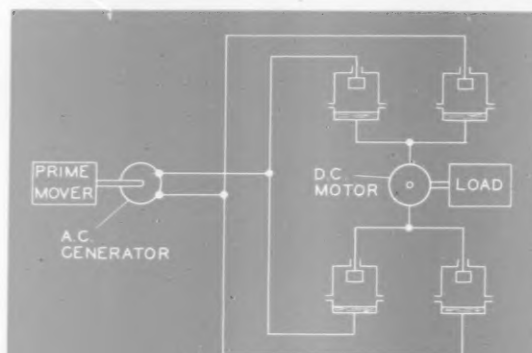 PRIME
MOVER
A.C.
GENERATOR
D.C.
MOTOR
LOAD